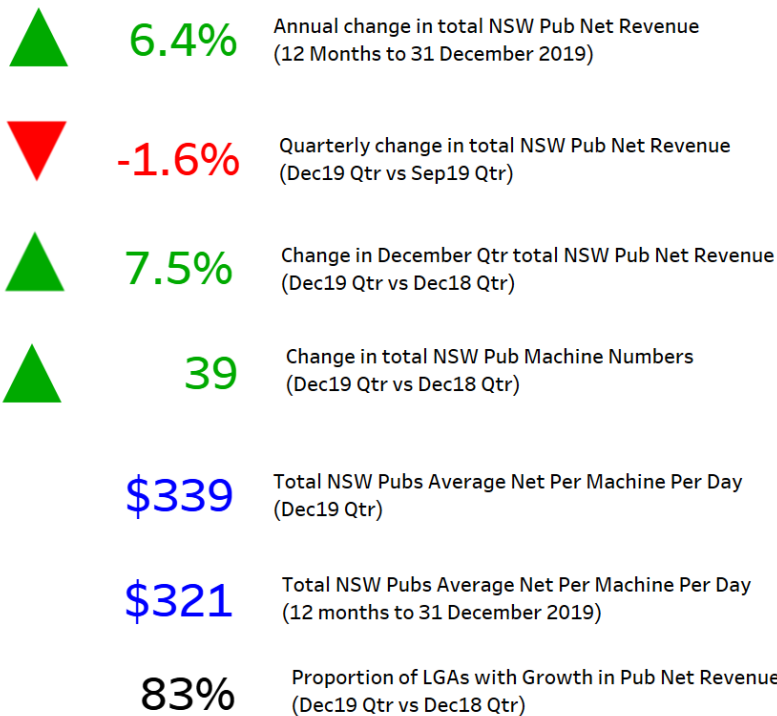 6.4%
Annual change in total NSW Pub Net Revenue
(12 Months to 31 December 2019)
-1.6%
Quarterly change in total NSW Pub Net Revenue
(Dec19 Qtr vs Sep19 Qtr)
7.5%
Change in December Qtr total NSW Pub Net Revenue
(Dec19 Qtr vs Dec18 Qtr)
39
Change in total NSW Pub Machine Numbers
(Dec19 Qtr vs Dec18 Qtr)
$339
Total NSW Pubs Average Net Per Machine Per Day
(Dec19 Qtr)
$321
Total NSW Pubs Average Net Per Machine Per Day
(12 months to 31 December 2019)
83%
Proportion of LGAs with Growth in Pub Net Revenue
(Dec19 Qtr vs Dec18 Qtr)